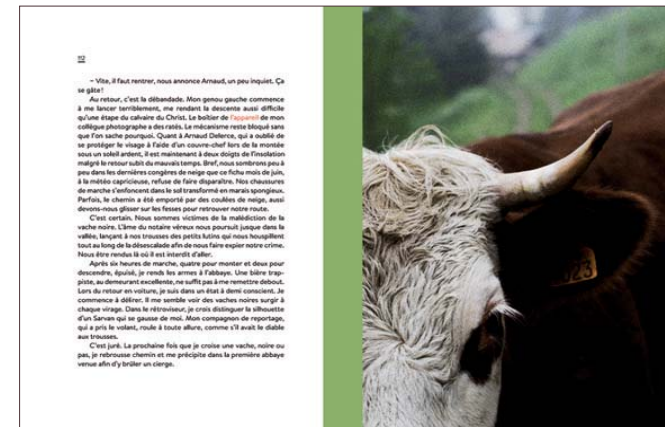 112
– Vite, il faut rentrer, nous annonce Arnaud, un peu inquiet. Ça
se gâte !
Au retour, c'est la débandade. Mon genou gauche commence
à me lancer terriblement, me rendant la descente aussi difficile
qu'une étape du calvaire du Christ. Le boîtier de l'appareil de mon
collègue photographe a des ratés. Le mécanisme reste bloqué sans
que l'on sache pourquoi. Quant à Arnaud Delerce, qui a oublié de
se protéger le visage à l'aide d'un couvre-chef lors de la montée
sous un soleil ardent, il est maintenant à deux doigts de l'insolation
malgré le retour subit du mauvais temps. Bref, nous sombrons peu à
peu dans les dernières congères de neige que ce fichu mois de juin,
à la météo capricieuse, refuse de faire disparaître. Nos chaussures
de marche s'enfoncent dans le sol transformé en marais spongieux.
Parfois, le chemin a été emporté par des coulées de neige, aussi
devons-nous glisser sur les fesses pour retrouver notre route.
C'est certain. Nous sommes victimes de la malédiction de la
vache noire. L'âme du notaire véreux nous poursuit jusque dans la
vallée, lançant à nos trousses des petits lutins qui nous houspillent
tout au long de la désescalade afin de nous faire expier notre crime.
Nous être rendus là où il est interdit d'aller.
Après six heures de marche, quatre pour monter et deux pour
descendre, épuisé, je rends les armes à l'abbaye. Une bière trap-
piste, au demeurant excellente, ne suffit pas à me remettre debout.
Lors du retour en voiture, je suis dans un état à demi conscient. Je
commence à délirer. Il me semble voir des vaches noires surgir à
chaque virage. Dans le rétroviseur, je crois distinguer la silhouette
d'un Sarvan qui se gausse de moi. Mon compagnon de reportage,
qui a pris le volant, roule à toute allure, comme s'il avait le diable
aux trousses.
C'est juré. La prochaine fois que je croise une vache, noire ou
pas, je rebrousse chemin et me précipite dans la première abbaye
venue afin d'y brûler un cierge.